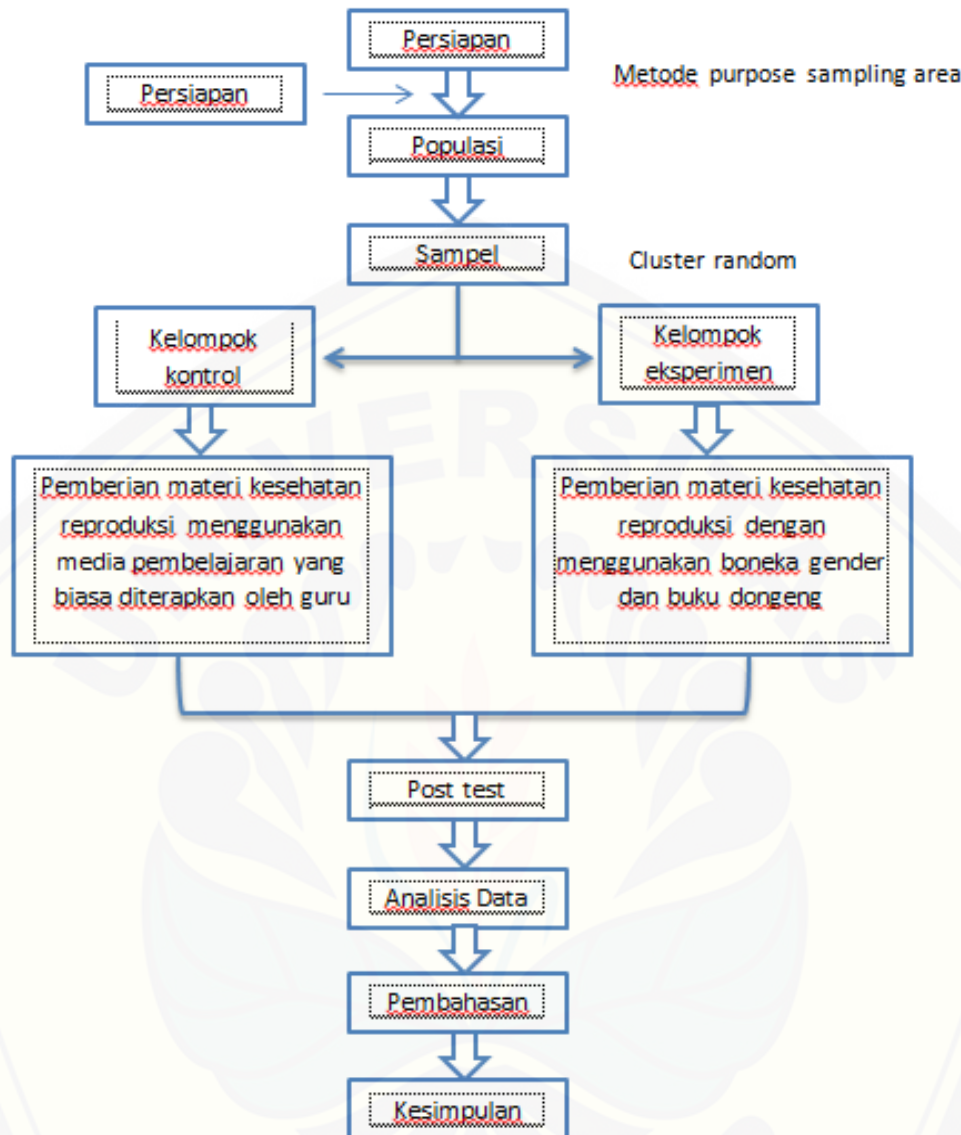 Persiapan
Metode purpose sampling area
Persiapan
Populasi
Sampel
Cluster random
Kelompok
kontrol
Kelompok
eksperimen
Pemberian materi kesehatan
reproduksi menggunakan
media pembelajaran yang
biasa diterapkan oleh guru
Pemberian materi kesehatan
reproduksi dengan
menggunakan boneka gender
dan buku dongeng
Post test
Analisis Data
Pembahasan
Kesimpulan